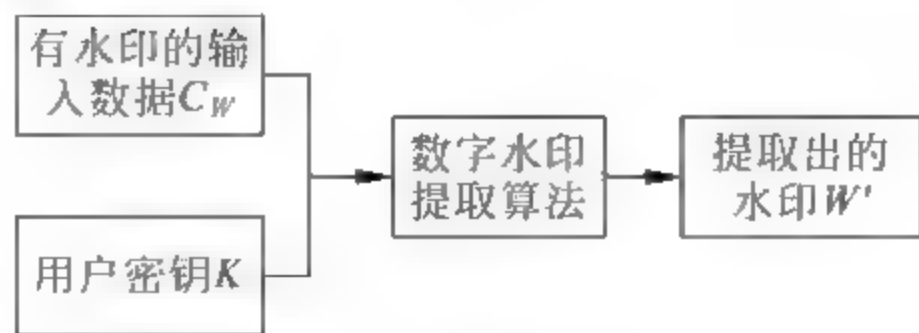 有水印的输
入数据C_W
用户密钥K
数字水印
提取算法
提取出的
水印W'